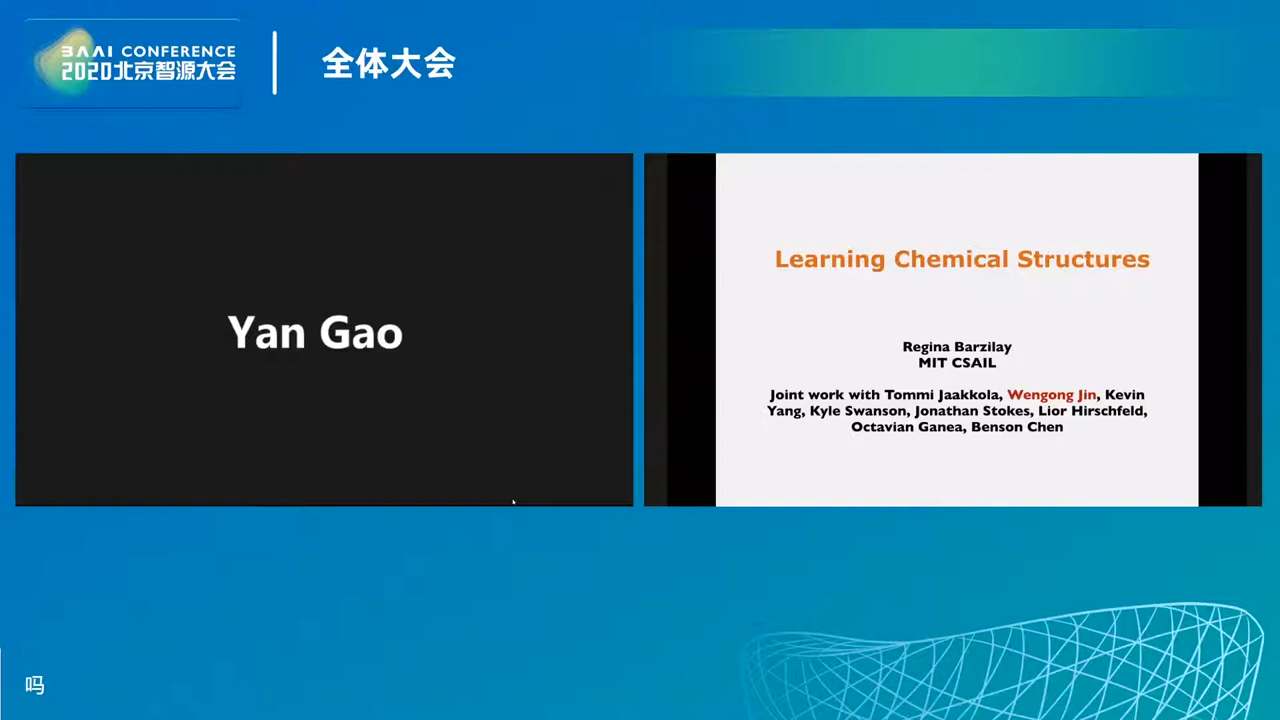 BAAI CONFERENCE
2020北京智源大会
全体大会
Yan Gao
Learning Chemical Structures
Regina Barzilay
MIT CSAIL
Joint work with Tommi Jaakkola, Wengong Jin, Kevin
Yang, Kyle Swanson, Jonathan Stokes, Lior Hirschfeld,
Octavian Ganea, Benson Chen
吗